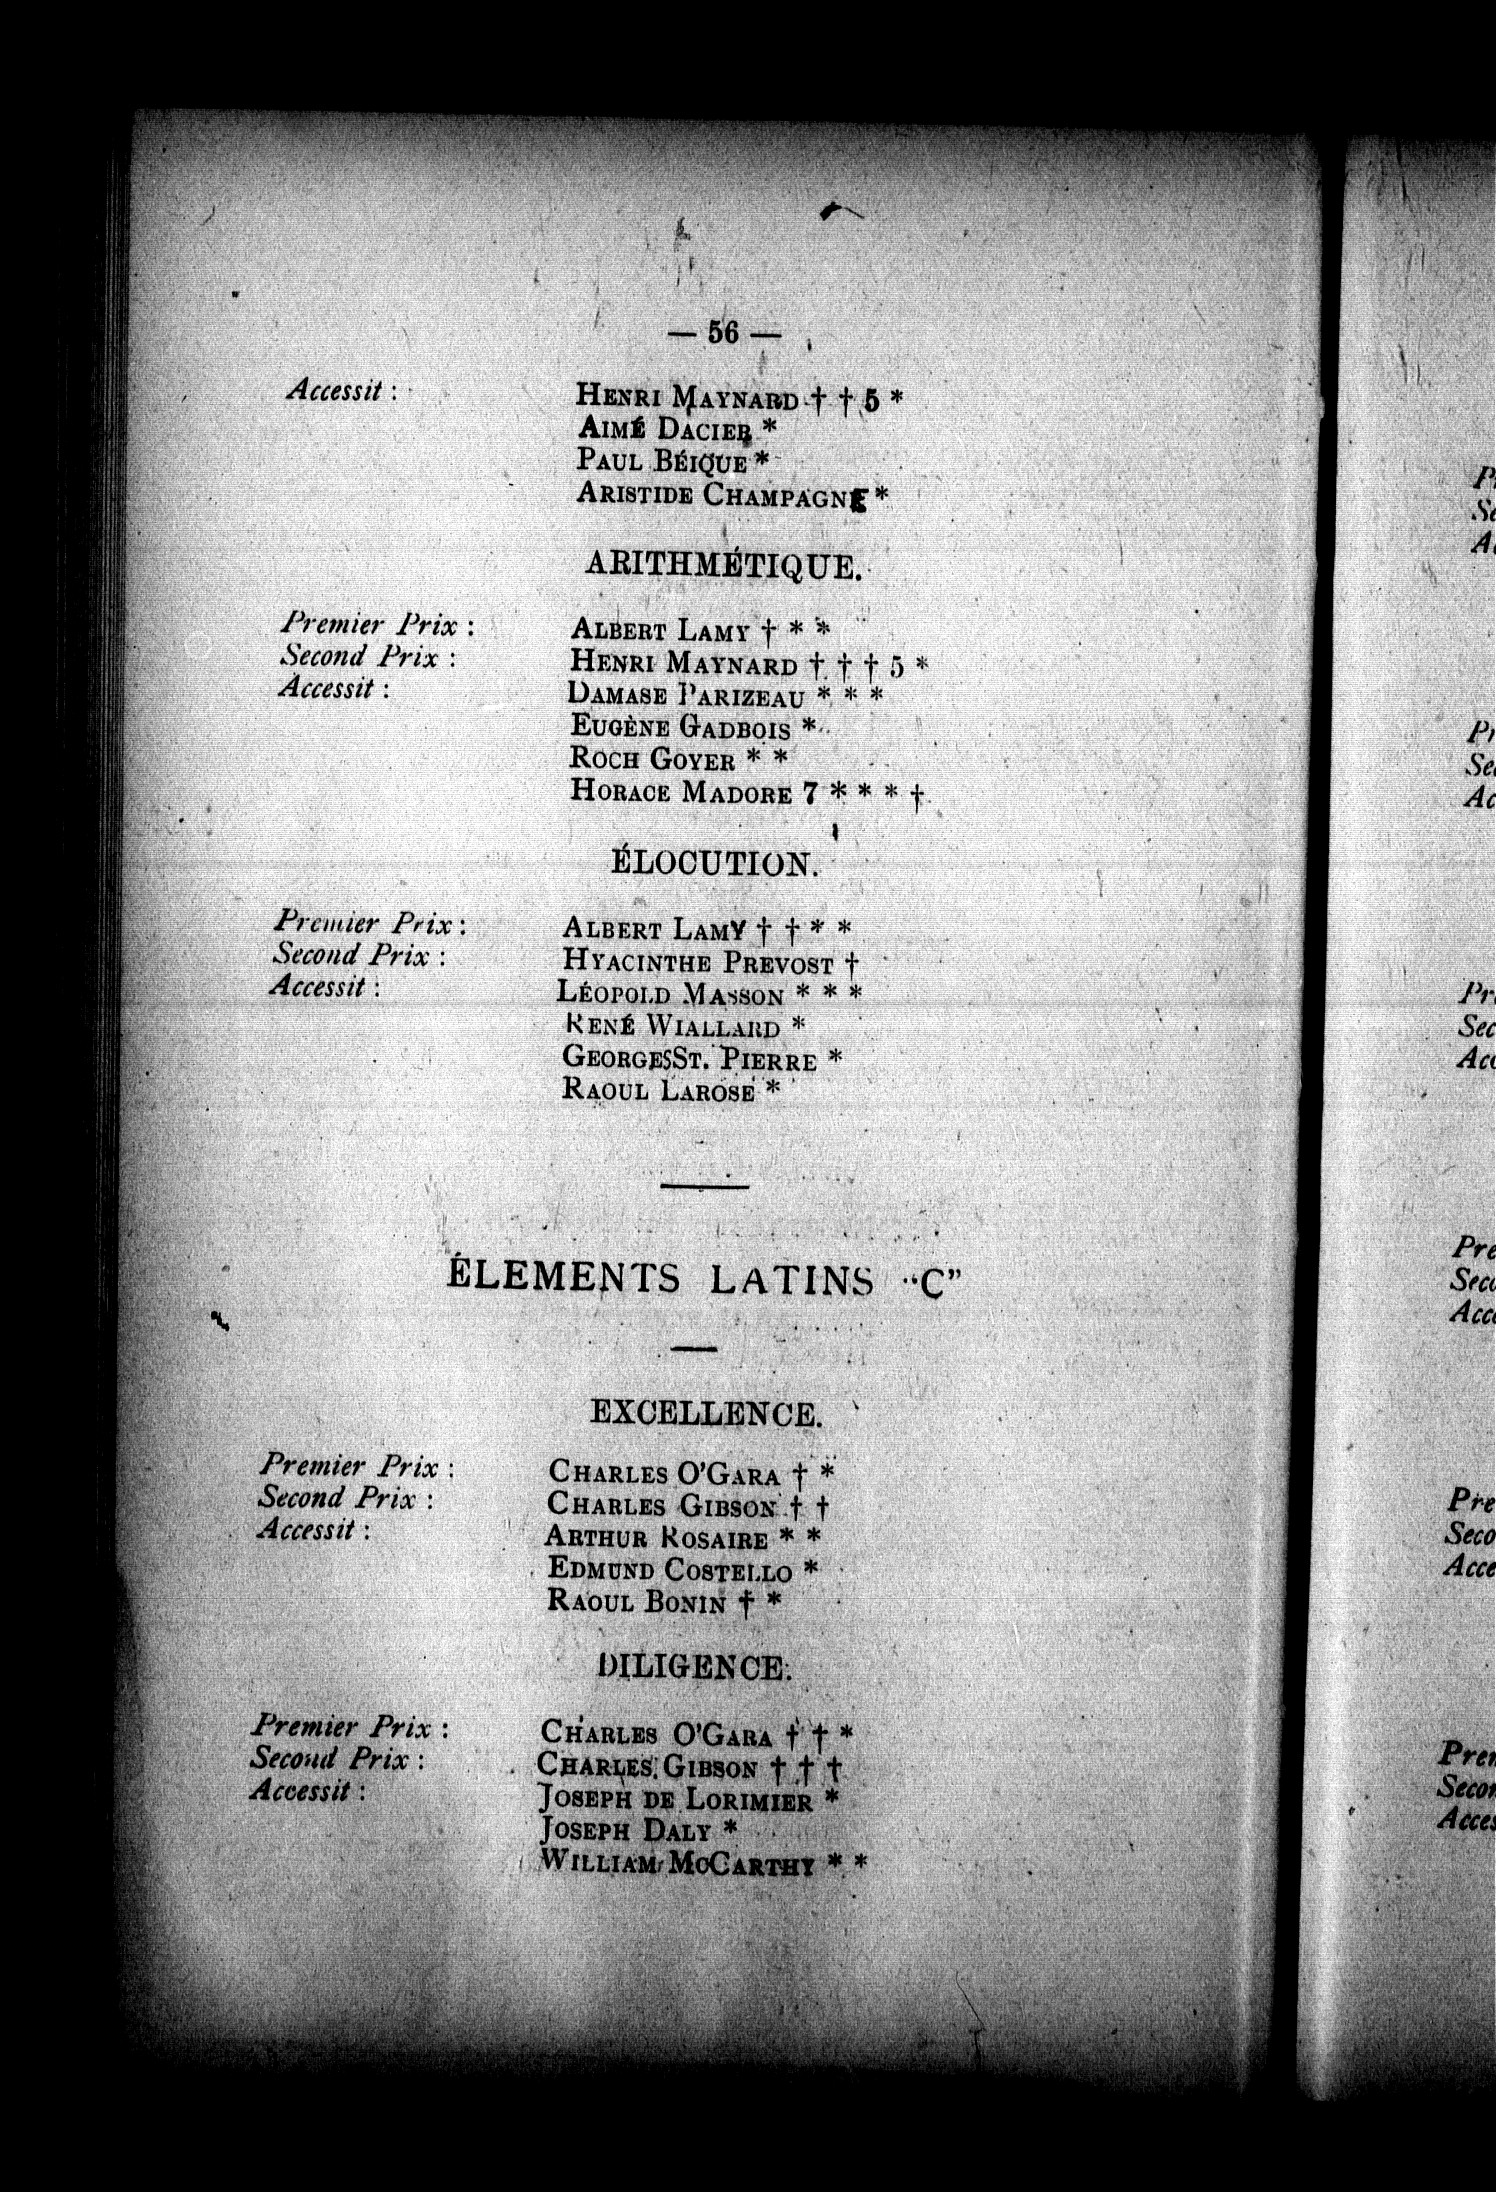 — 56 —
Accessit : HENRI MAYNARD † † 5 *
AIMÉ DACIER *
PAUL BÉIQUE *
ARISTIDE CHAMPAGNE *
ARITHMÉTIQUE.
Premier Prix : ALBERT LAMY † * *
Second Prix : HENRI MAYNARD † † † 5 *
Accessit : DAMASE PARIZEAU * * *
EUGÈNE GADBOIS *
ROCH GOYER * *
HORACE MADORE 7 * * * †
ÉLOCUTION.
Premier Prix : ALBERT LAMY † † * *
Second Prix : HYACINTHE PREVOST †
Accessit : LÉOPOLD MASSON * * *
RENÉ WIALLARD *
GEORGES ST. PIERRE *
RAOUL LAROSE *
ÉLEMENTS LATINS “C”
EXCELLENCE.
Premier Prix : CHARLES O'GARA † *
Second Prix : CHARLES GIBSON † †
Accessit : ARTHUR ROSAIRE * *
EDMUND COSTELLO *
RAOUL BONIN † *
DILIGENCE.
Premier Prix : CHARLES O'GARA † † *
Second Prix : CHARLES GIBSON † † †
Accessit : JOSEPH DE LORIMIER *
JOSEPH DALY *
WILLIAM McCARTHY * *